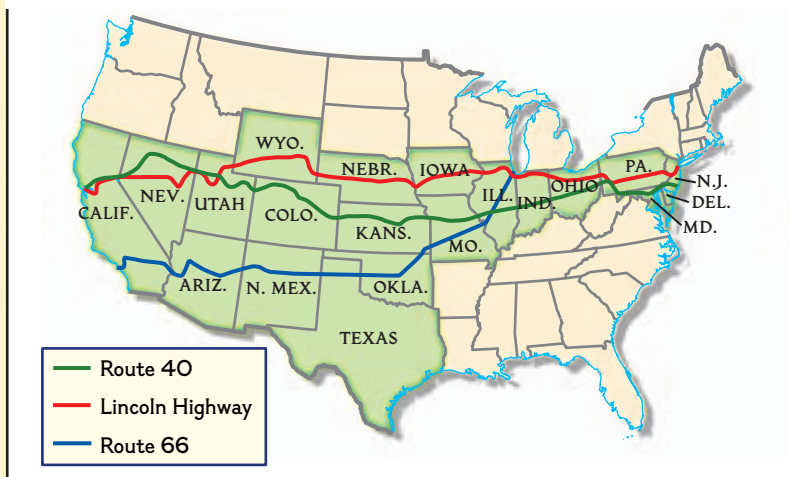 WYO.
NEBR.
IOWA
PA.
OHIO
N.J.
ILL.
IND.
NEV.
UTAH
DEL.
CALIF.
COLO.
MD.
KANS.
MO.
ARIZ.
N. MEX.
OKLA.
TEXAS
Route 40
Lincoln Highway
Route 66